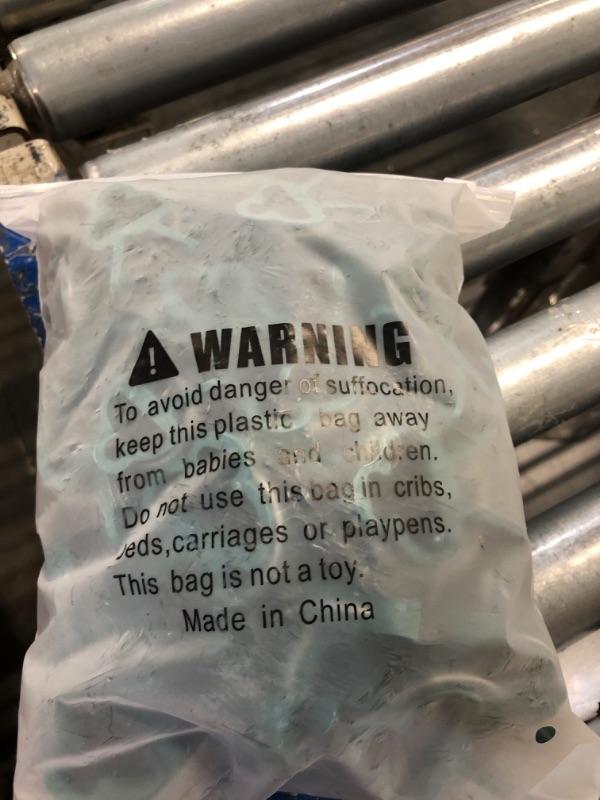 WARNING
To avoid danger of suffocation,
keep this plastic bag away
from babies and children.
Do not use this bag in cribs,
beds,carriages or playpens.
This bag is not a toy.
Made in China